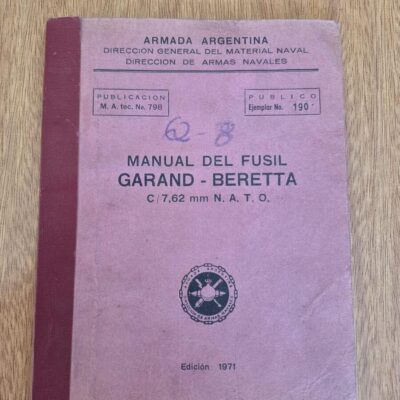 ARMADA ARGENTINA
DIRECCION GENERAL DEL MATERIAL NAVAL
DIRECCION DE ARMAS NAVALES
PUBLICACION
M. A. tec. No. 798
PUBLICO
Ejemplar No. 190
62-8
MANUAL DEL FUSIL
GARAND - BERETTA
C/7,62 mm N. A. T. O.
Edición 1971